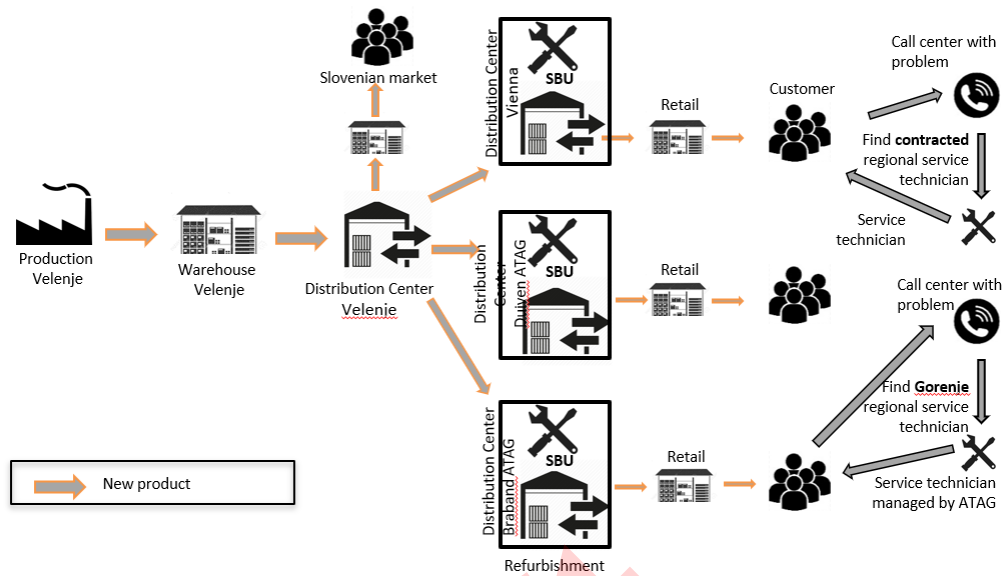 Slovenian market
Production
Velenje
Warehouse
Velenje
Distribution Center
Velenje
Distribution Center
Vienna
SBU
Retail
Customer
Call center with
problem
Find contracted
regional service
technician
Service
technician
Distribution
Center
Duiven ATAG
SBU
Retail
Call center with
problem
Find Gorenje
regional service
technician
Service technician
managed by ATAG
Distribution Center
Braband ATAG
SBU
Retail
Refurbishment
New product